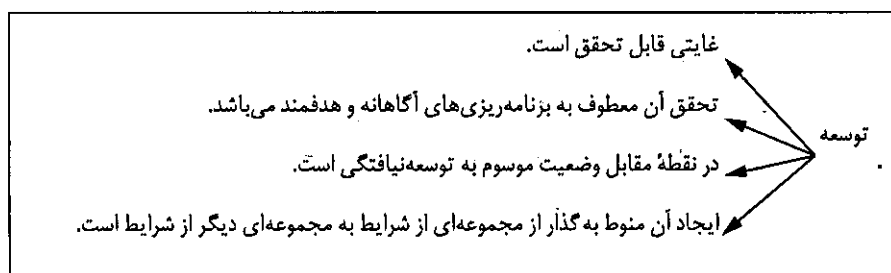 غایتی قابل تحقق است.
تحقق آن معطوف به برنامه‌ریزی‌های آگاهانه و هدفمند می‌باشد.
توسعه
در نقطهٔ مقابل وضعیت موسوم به توسعه‌نیافتگی است.
ایجاد آن منوط به گذار از مجموعه‌ای از شرایط به مجموعه‌ای دیگر از شرایط است.